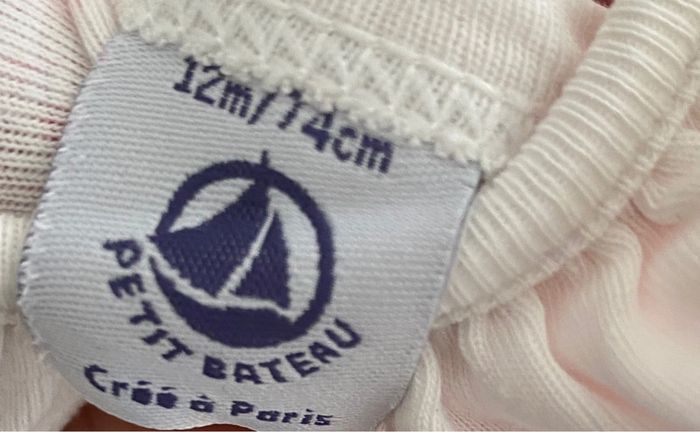 12m/74cm
PETIT BATEAU
Créé à Paris